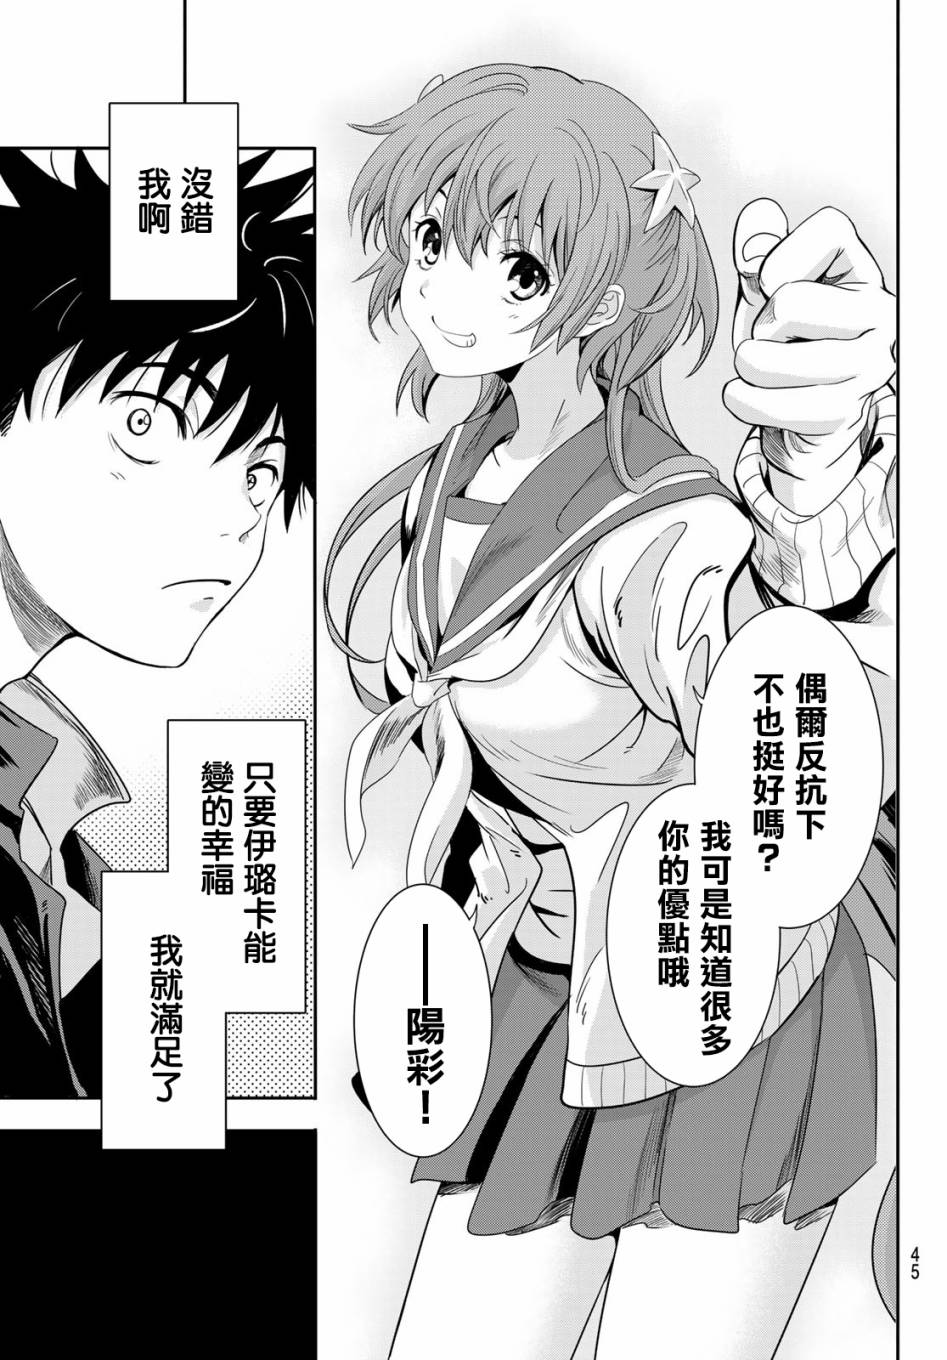 偶爾反抗下
不也挺好嗎？
我可是知道很多
你的優點哦
——陽彩！
沒錯
我啊
只要伊璐卡能
變的幸福
我就滿足了
45